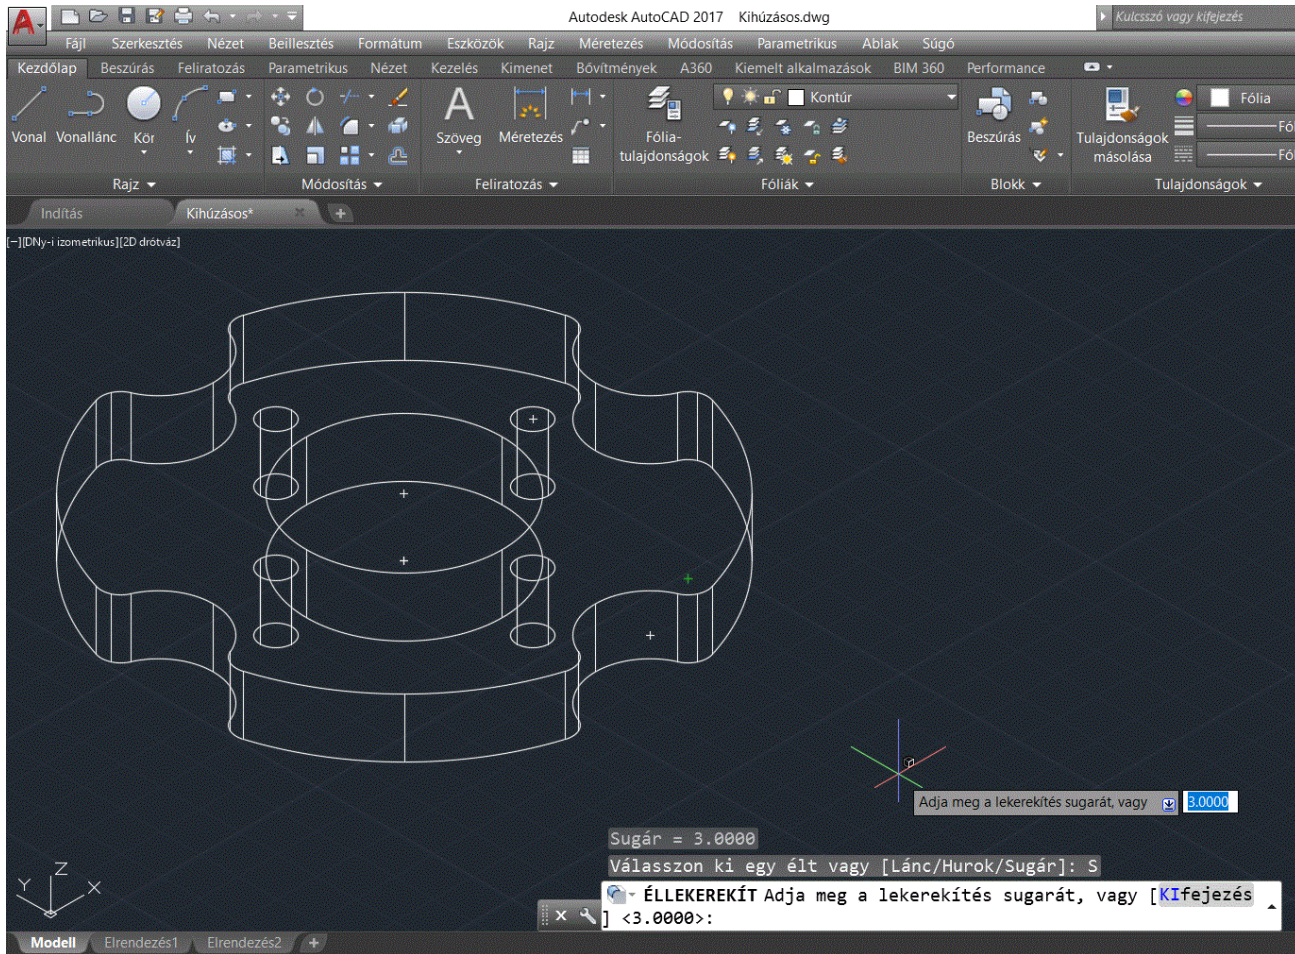 Autodesk AutoCAD 2017 Kihúzásos.dwg
Kulcsszó vagy kifejezés
Fájl Szerkesztés Nézet Beillesztés Formátum Eszközök Rajz Méretezés Módosítás Parametrikus Ablak Súgó
Kezdőlap Beszúrás Feliratozás Parametrikus Nézet Kezelés Kimenet Bővítmények A360 Kiemelt alkalmazások BIM 360 Performance
Kontúr
Fólia
Vonal Vonallánc Kör Ív
Szöveg Méretezés
Fólia-
tulajdonságok
Beszúrás
Tulajdonságok
másolása
Fól
Fól
Rajz Módosítás Feliratozás Fóliák Blokk Tulajdonságok
Indítás Kihúzásos*
[−][DNy-i izometrikus][2D drótváz]
Adja meg a lekerekítés sugarát, vagy 3.0000
Sugár = 3.0000
Válasszon ki egy élt vagy [Lánc/Hurok/Sugár]: S
ÉLLEKEREKÍT Adja meg a lekerekítés sugarát, vagy [KIfejezés
] <3.0000>:
Z
Y
X
Modell Elrendezés1 Elrendezés2